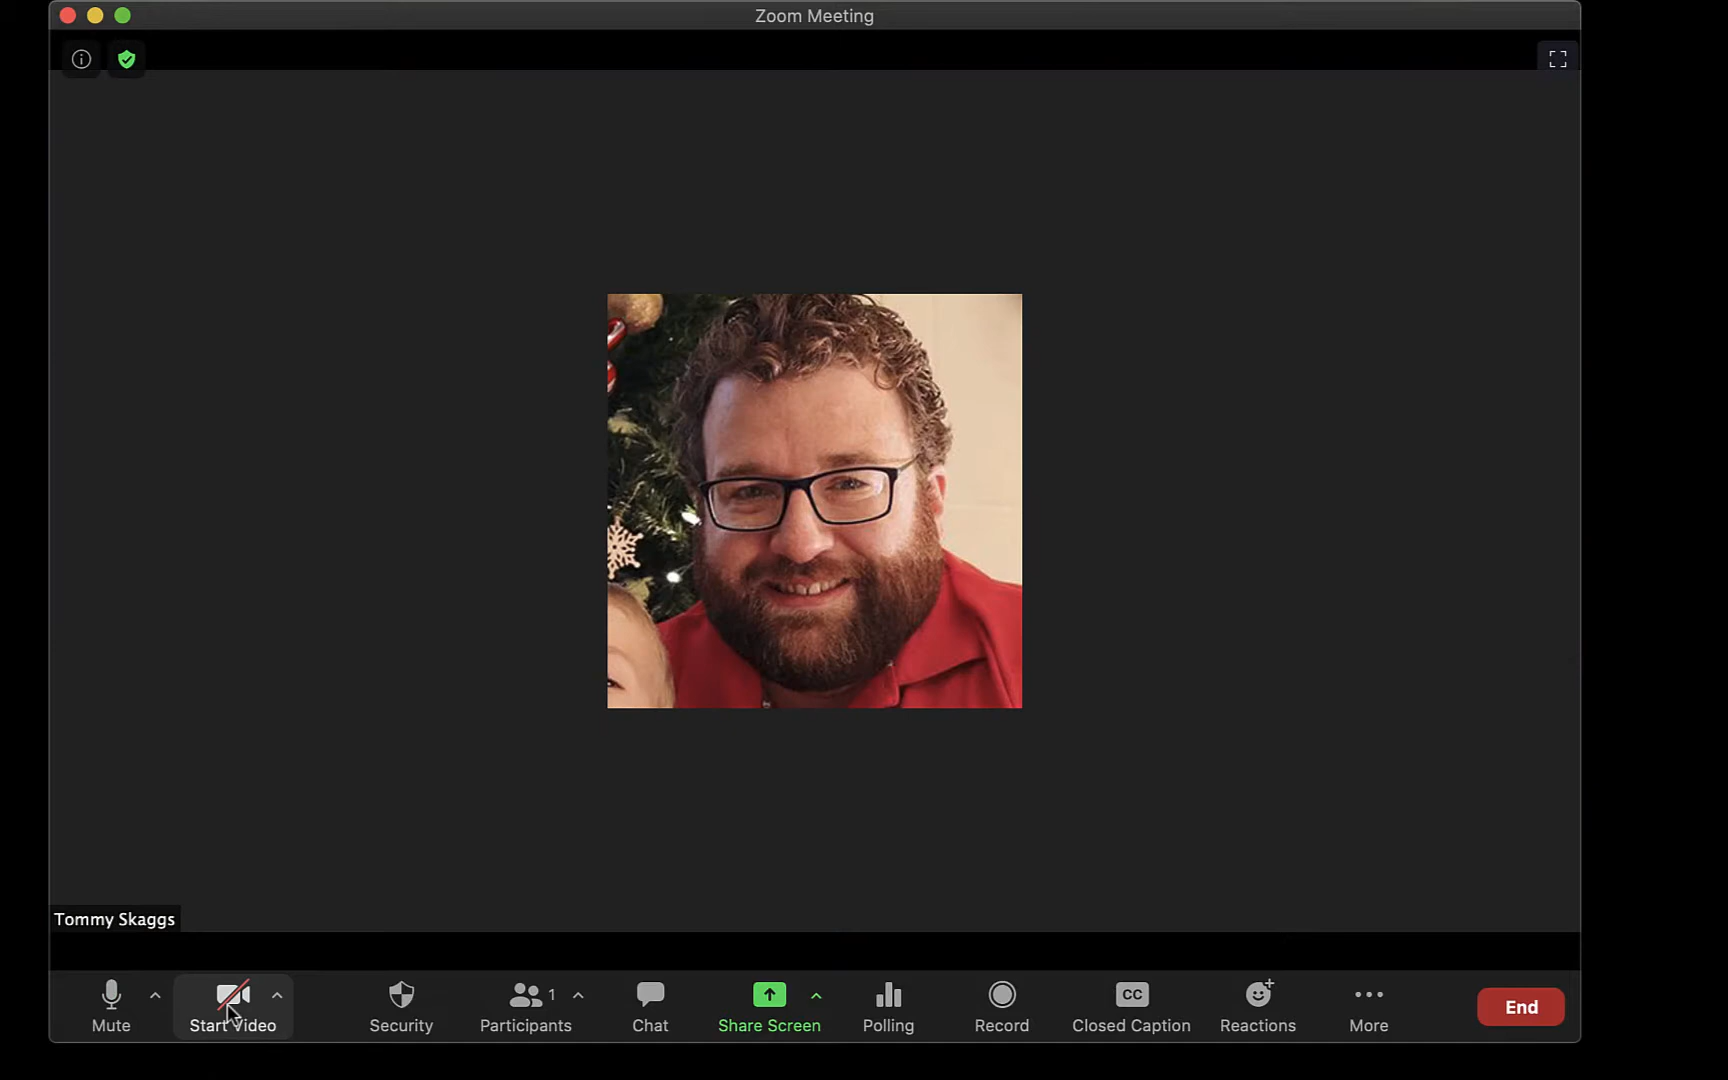 Zoom Meeting
Tommy Skaggs
Mute
Start Video
Security
1
Participants
Chat
Share Screen
Polling
Record
CC
Closed Caption
Reactions
More
End